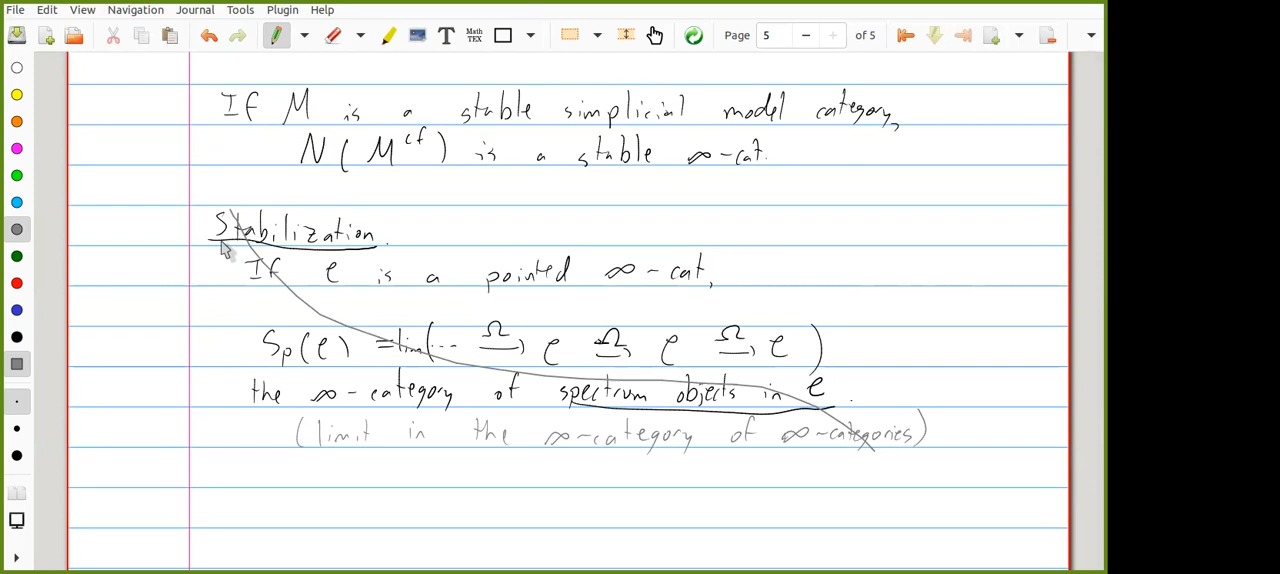 File Edit View Navigation Journal Tools Plugin Help
Math TEX T Page 5 of 5
If M is a stable simplicial model category,
N(M^cf) is a stable ∞-cat.
Stabilization.
If C is a pointed ∞-cat,
Sp(C) = lim(... Ω→ C Ω→ C Ω→ C)
the ∞-category of spectrum objects in C.
(limit in the ∞-category of ∞-categories)